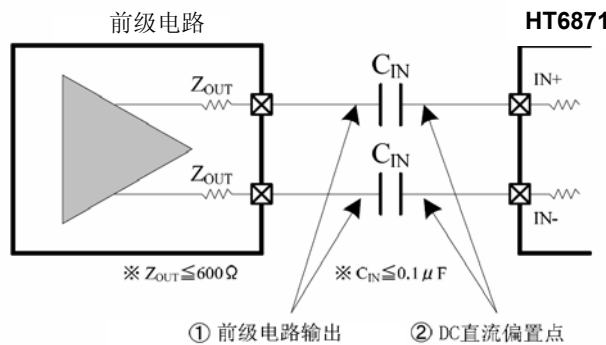 前级电路
HT6871
Z_OUT
C_IN
IN+
Z_OUT
C_IN
IN-
※ Z_OUT≦600Ω
※ C_IN≦0.1μF
① 前级电路输出
② DC直流偏置点